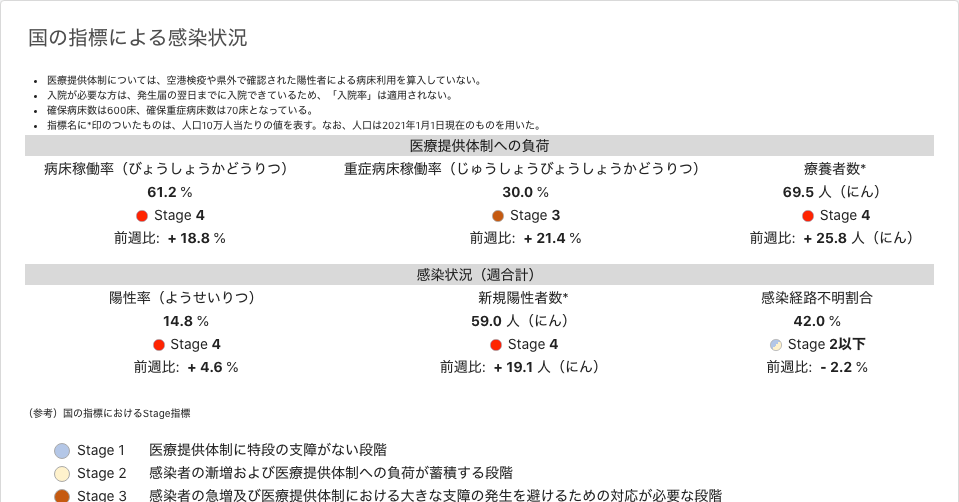 国の指標による感染状況
• 医療提供体制については、空港検疫や県外で確認された陽性者による病床利用を算入していない。
• 入院が必要な方は、発生届の翌日までに入院できているため、「入院率」は適用されない。
• 確保病床数は600床、確保重症病床数は70床となっている。
• 指標名に*印のついたものは、人口10万人当たりの値を表す。なお、人口は2021年1月1日現在のものを用いた。
医療提供体制への負荷
病床稼働率（びょうしょうかどうりつ） 重症病床稼働率（じゅうしょうびょうしょうかどうりつ） 療養者数*
61.2 % 30.0 % 69.5 人（にん）
Stage 4 Stage 3 Stage 4
前週比: + 18.8 % 前週比: + 21.4 % 前週比: + 25.8 人（にん）
感染状況（週合計）
陽性率（ようせいりつ） 新規陽性者数* 感染経路不明割合
14.8 % 59.0 人（にん） 42.0 %
Stage 4 Stage 4 Stage 2以下
前週比: + 4.6 % 前週比: + 19.1 人（にん） 前週比: - 2.2 %
（参考）国の指標におけるStage指標
Stage 1 医療提供体制に特段の支障がない段階
Stage 2 感染者の漸増および医療提供体制への負荷が蓄積する段階
Stage 3 感染者の急増及び医療提供体制における大きな支障の発生を避けるための対応が必要な段階